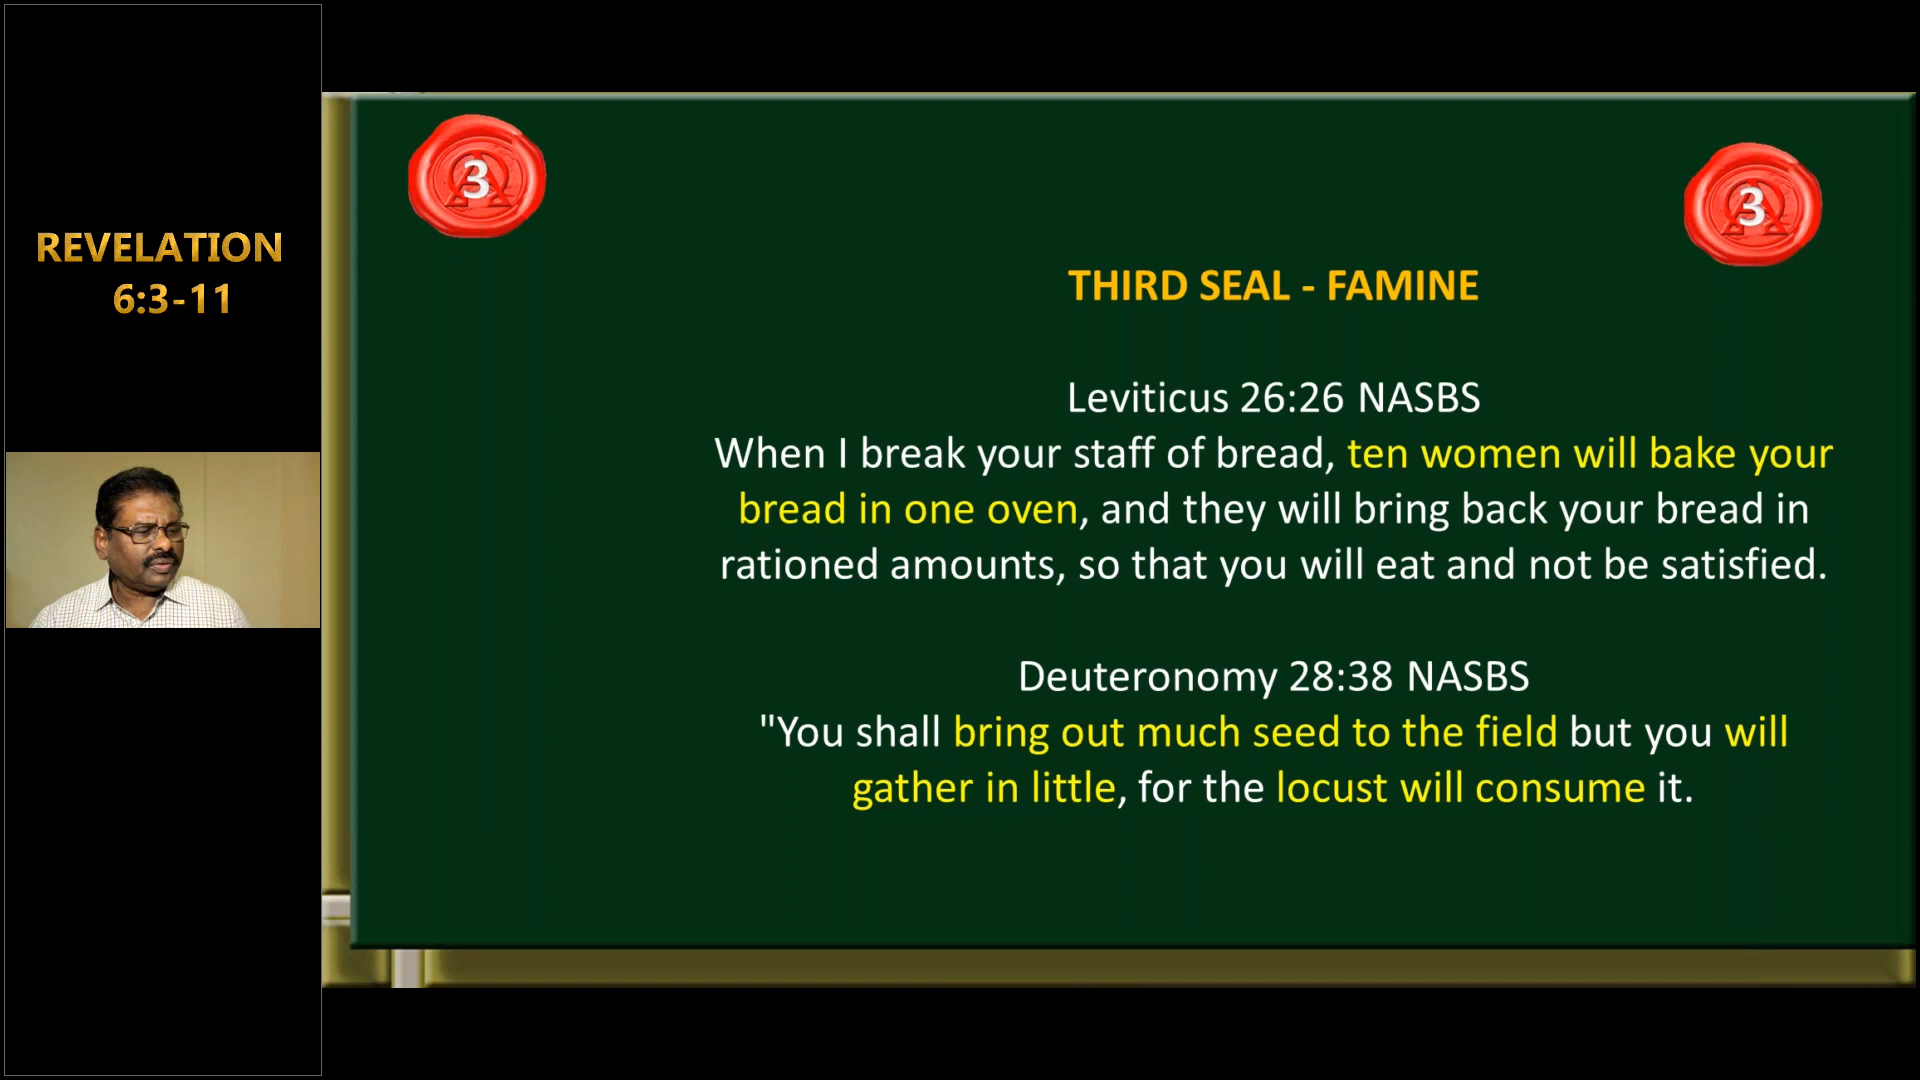 REVELATION
6:3-11
3
3
THIRD SEAL - FAMINE
Leviticus 26:26 NASBS
When I break your staff of bread, ten women will bake your
bread in one oven, and they will bring back your bread in
rationed amounts, so that you will eat and not be satisfied.
Deuteronomy 28:38 NASBS
"You shall bring out much seed to the field but you will
gather in little, for the locust will consume it.